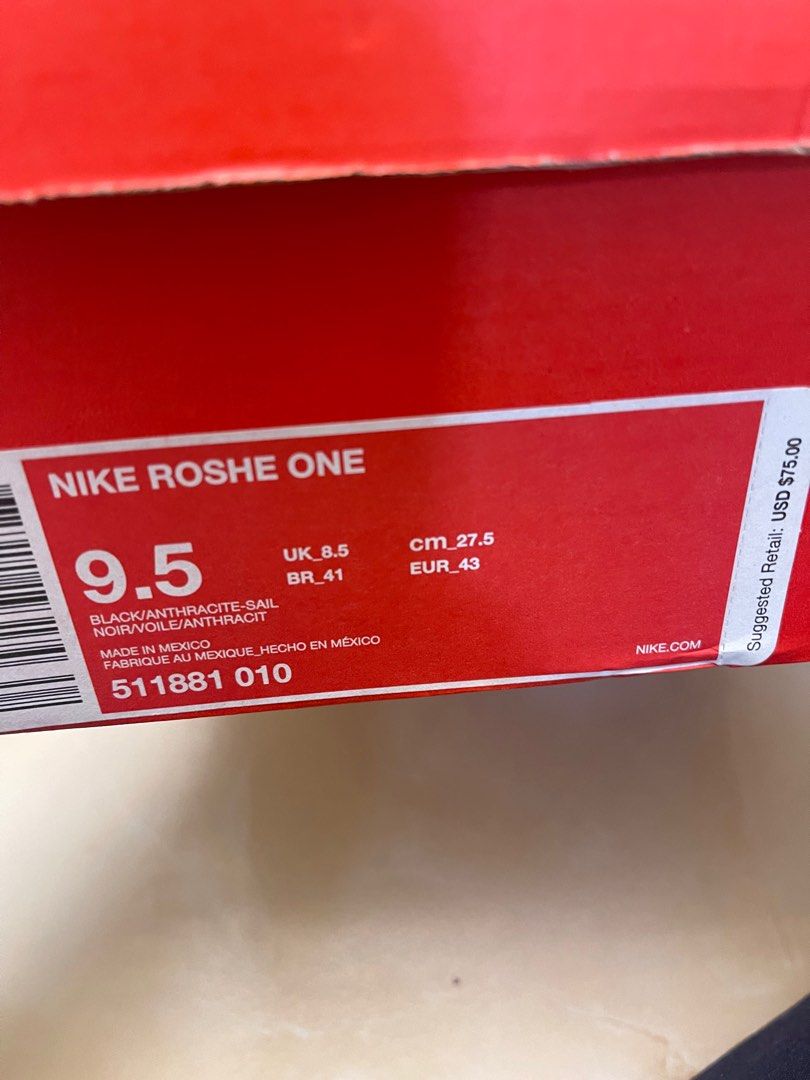 NIKE ROSHE ONE
9.5
UK_8.5
cm_27.5
BR_41
EUR_43
BLACK/ANTHRACITE-SAIL
NOIR/VOILE/ANTHRACIT
MADE IN MEXICO
FABRIQUE AU MEXIQUE_HECHO EN MÉXICO
511881 010
NIKE.COM
Suggested Retail: USD $75.00